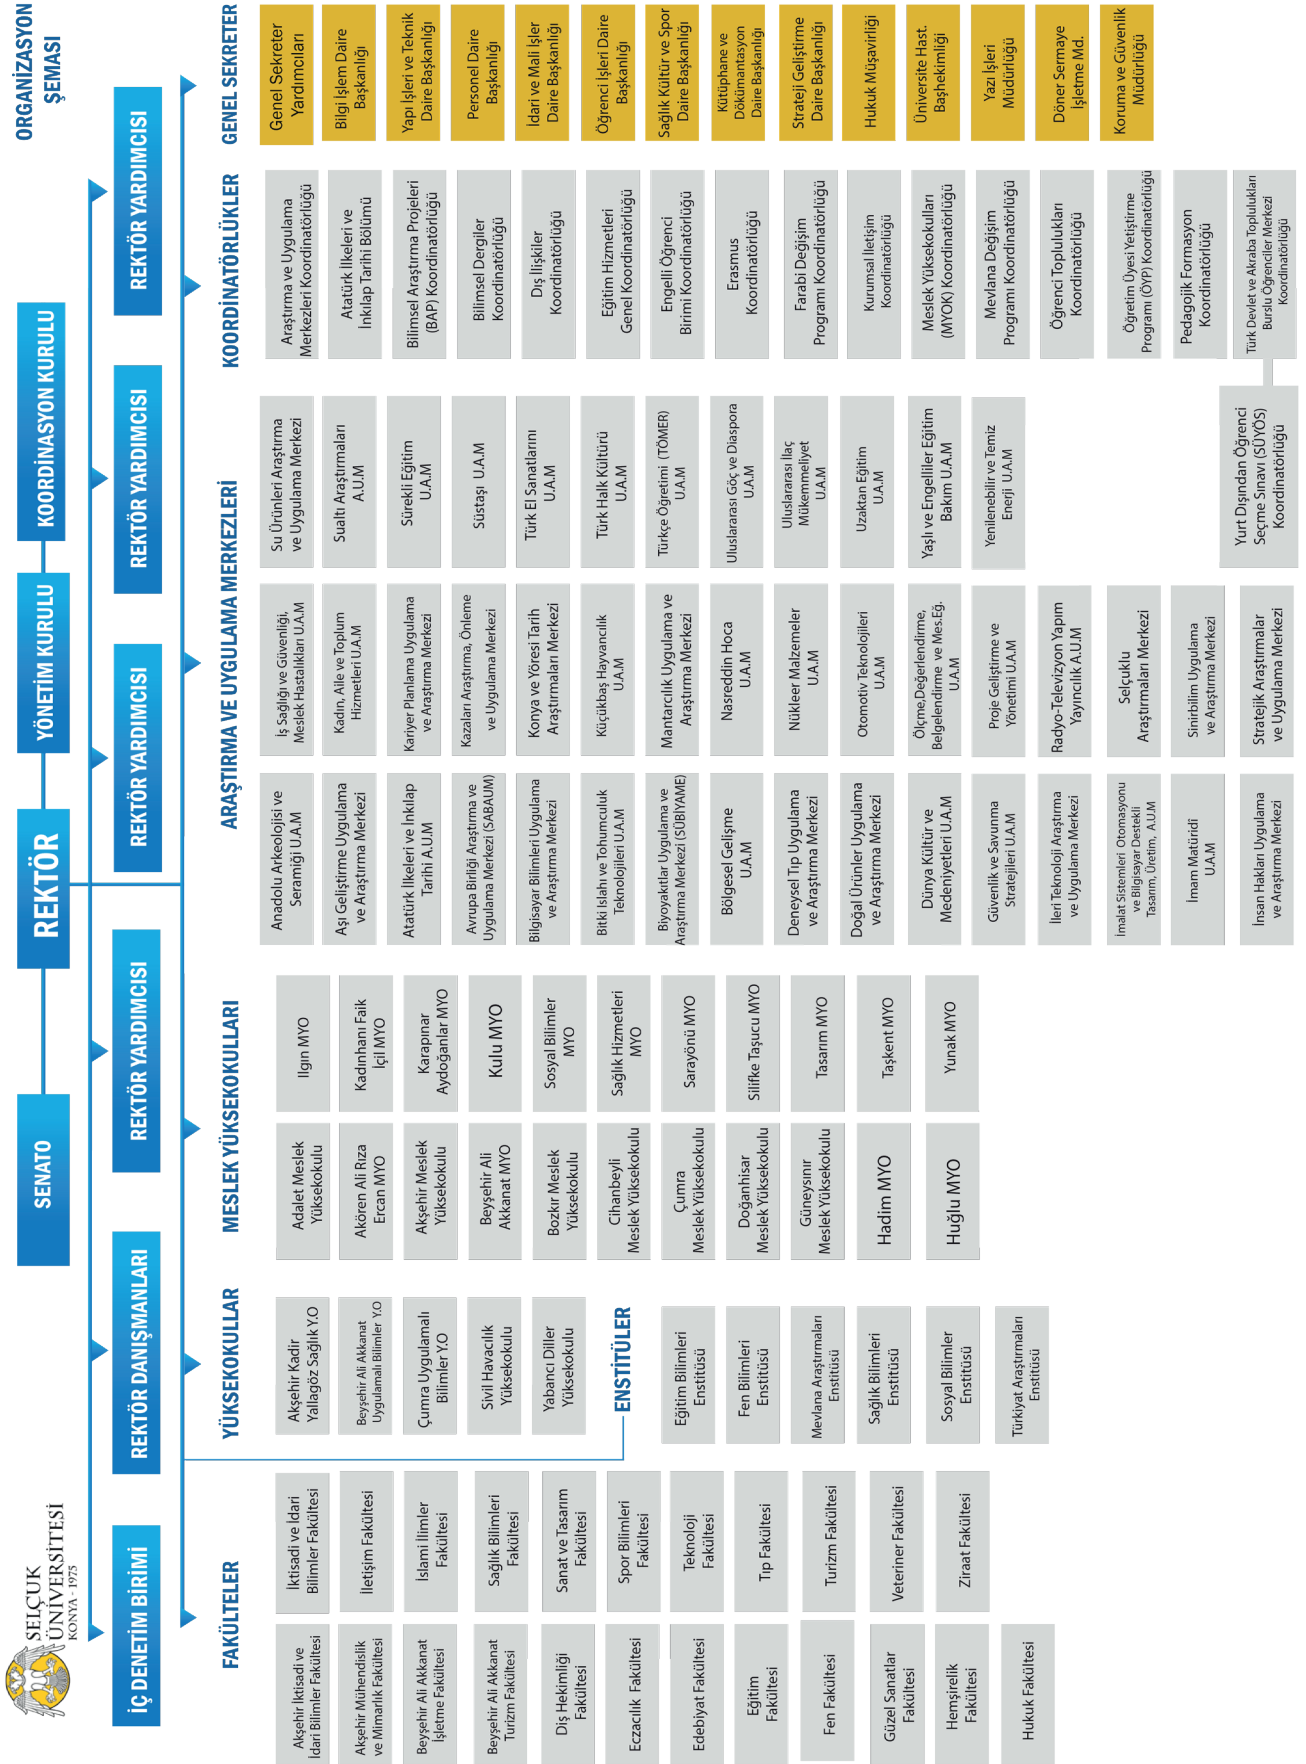 SELÇUK
ÜNİVERSİTESİ
KONYA - 1975
ORGANİZASYON
ŞEMASI
SENATO
REKTÖR
YÖNETİM KURULU
KOORDİNASYON KURULU
İÇ DENETİM BİRİMİ
REKTÖR DANIŞMANLARI
REKTÖR YARDIMCISI
REKTÖR YARDIMCISI
REKTÖR YARDIMCISI
REKTÖR YARDIMCISI
FAKÜLTELER
Akşehir İktisadi ve
İdari Bilimler Fakültesi
Akşehir Mühendislik
ve Mimarlık Fakültesi
Beyşehir Ali Akkanat
İşletme Fakültesi
Beyşehir Ali Akkanat
Turizm Fakültesi
Diş Hekimliği
Fakültesi
Eczacılık Fakültesi
Edebiyat Fakültesi
Eğitim
Fakültesi
Fen Fakültesi
Güzel Sanatlar
Fakültesi
Hemşirelik
Fakültesi
Hukuk Fakültesi
İktisadi ve İdari
Bilimler Fakültesi
İletişim Fakültesi
İslami İlimler
Fakültesi
Sağlık Bilimleri
Fakültesi
Sanat ve Tasarım
Fakültesi
Spor Bilimleri
Fakültesi
Teknoloji
Fakültesi
Tıp Fakültesi
Turizm Fakültesi
Veteriner Fakültesi
Ziraat Fakültesi
YÜKSEKOKULLAR
Akşehir Kadir
Yallagöz Sağlık Y.O
Beyşehir Ali Akkanat
Uygulamalı Bilimler Y.O
Çumra Uygulamalı
Bilimler Y.O
Sivil Havacılık
Yüksekokulu
Yabancı Diller
Yüksekokulu
ENSTİTÜLER
Eğitim Bilimleri
Enstitüsü
Fen Bilimleri
Enstitüsü
Mevlana Araştırmaları
Enstitüsü
Sağlık Bilimleri
Enstitüsü
Sosyal Bilimler
Enstitüsü
Türkiyat Araştırmaları
Enstitüsü
MESLEK YÜKSEKOKULLARI
Adalet Meslek
Yüksekokulu
Akören Ali Rıza
Ercan MYO
Akşehir Meslek
Yüksekokulu
Beyşehir Ali
Akkanat MYO
Bozkır Meslek
Yüksekokulu
Cihanbeyli
Meslek Yüksekokulu
Çumra
Meslek Yüksekokulu
Doğanhisar
Meslek Yüksekokulu
Güneysınır
Meslek Yüksekokulu
Hadim MYO
Huğlu MYO
Ilgın MYO
Kadınhanı Faik
İçil MYO
Karapınar
Aydoğanlar MYO
Kulu MYO
Sosyal Bilimler
MYO
Sağlık Hizmetleri
MYO
Sarayönü MYO
Silifke Taşucu MYO
Tasarım MYO
Taşkent MYO
Yunak MYO
ARAŞTIRMA VE UYGULAMA MERKEZLERİ
Anadolu Arkeolojisi ve
Seramiği U.A.M
Aşı Geliştirme Uygulama
ve Araştırma Merkezi
Atatürk İlkeleri ve İnkılap
Tarihi A.U.M
Avrupa Birliği Araştırma ve
Uygulama Merkezi (SABAUM)
Bilgisayar Bilimleri Uygulama
ve Araştırma Merkezi
Bitki Islahı ve Tohumculuk
Teknolojileri U.A.M
Biyoyakıtlar Uygulama ve
Araştırma Merkezi (SÜBİYAME)
Bölgesel Gelişme
U.A.M
Deneysel Tıp Uygulama
ve Araştırma Merkezi
Doğal Ürünler Uygulama
ve Araştırma Merkezi
Dünya Kültür ve
Medeniyetleri U.A.M
Güvenlik ve Savunma
Stratejileri U.A.M
İleri Teknoloji Araştırma
ve Uygulama Merkezi
İmalat Sistemleri Otomasyonu
ve Bilgisayar Destekli
Tasarım, Üretim, A.U.M
İmam Matüridi
U.A.M
İnsan Hakları Uygulama
ve Araştırma Merkezi
İş Sağlığı ve Güvenliği,
Meslek Hastalıkları U.A.M
Kadın, Aile ve Toplum
Hizmetleri U.A.M
Kariyer Planlama Uygulama
ve Araştırma Merkezi
Kazaları Araştırma, Önleme
ve Uygulama Merkezi
Konya ve Yöresi Tarih
Araştırmaları Merkezi
Küçükbaş Hayvancılık
U.A.M
Mantarcılık Uygulama ve
Araştırma Merkezi
Nasreddin Hoca
U.A.M
Nükleer Malzemeler
U.A.M
Otomotiv Teknolojileri
U.A.M
Ölçme,Değerlendirme,
Belgelendirme ve Mes.Eğ.
U.A.M
Proje Geliştirme ve
Yönetimi U.A.M
Radyo-Televizyon Yapım
Yayıncılık A.U.M
Selçuklu
Araştırmaları Merkezi
Sinirbilim Uygulama
ve Araştırma Merkezi
Stratejik Araştırmalar
ve Uygulama Merkezi
Su Ürünleri Araştırma
ve Uygulama Merkezi
Sualtı Araştırmaları
A.U.M
Sürekli Eğitim
U.A.M
Süstaşı U.A.M
Türk El Sanatlarını
U.A.M
Türk Halk Kültürü
U.A.M
Türkçe Öğretimi (TÖMER)
U.A.M
Uluslararası Göç ve Diaspora
U.A.M
Uluslararası İlaç
Mükemmeliyet
U.A.M
Uzaktan Eğitim
U.A.M
Yaşlı ve Engelliler Eğitim
Bakım U.A.M
Yenilenebilir ve Temiz
Enerji U.A.M
KOORDİNATÖRLÜKLER
Araştırma ve Uygulama
Merkezleri Koordinatörlüğü
Atatürk İlkeleri ve
İnkılap Tarihi Bölümü
Bilimsel Araştırma Projeleri
(BAP) Koordinatörlüğü
Bilimsel Dergiler
Koordinatörlüğü
Dış İlişkiler
Koordinatörlüğü
Eğitim Hizmetleri
Genel Koordinatörlüğü
Engelli Öğrenci
Birimi Koordinatörlüğü
Erasmus
Koordinatörlüğü
Farabi Değişim
Programı Koordinatörlüğü
Kurumsal İletişim
Koordinatörlüğü
Meslek Yüksekokulları
(MYOK) Koordinatörlüğü
Mevlana Değişim
Programı Koordinatörlüğü
Öğrenci Toplulukları
Koordinatörlüğü
Öğretim Üyesi Yetiştirme
Programı (ÖYP) Koordinatörlüğü
Pedagojik Formasyon
Koordinatörlüğü
Türk Devlet ve Akraba Toplulukları
Burslu Öğrenciler Merkezi
Koordinatörlüğü
Yurt Dışından Öğrenci
Seçme Sınavı (SÜYÖS)
Koordinatörlüğü
GENEL SEKRETER
Genel Sekreter
Yardımcıları
Bilgi İşlem Daire
Başkanlığı
Yapı İşleri ve Teknik
Daire Başkanlığı
Personel Daire
Başkanlığı
İdari ve Mali İşler
Daire Başkanlığı
Öğrenci İşleri Daire
Başkanlığı
Sağlık Kültür ve Spor
Daire Başkanlığı
Kütüphane ve
Dökümantasyon
Daire Başkanlığı
Strateji Geliştirme
Daire Başkanlığı
Hukuk Müşavirliği
Üniversite Hast.
Başhekimliği
Yazı İşleri
Müdürlüğü
Döner Sermaye
İşletme Md.
Koruma ve Güvenlik
Müdürlüğü